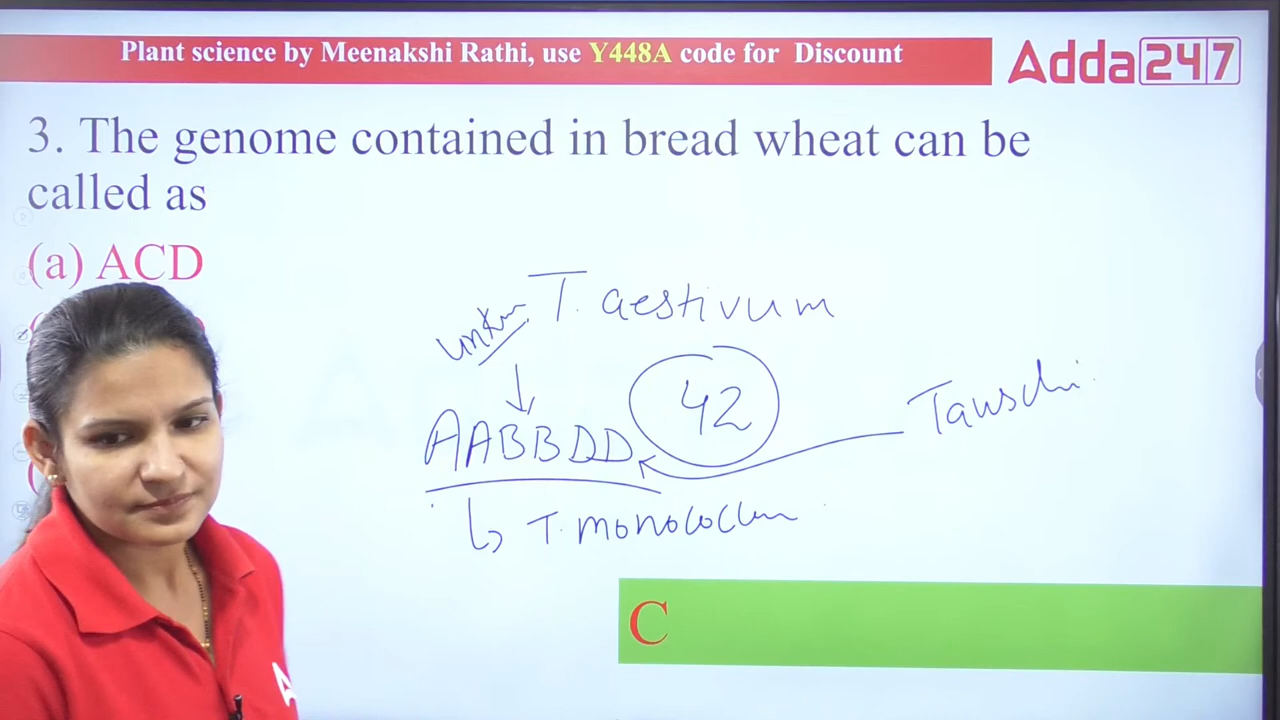 Plant science by Meenakshi Rathi, use Y448A code for Discount
Adda247
3. The genome contained in bread wheat can be
called as
(a) ACD
T. aestivum
42
AABBDD
Tauschi
T. monococcum
C